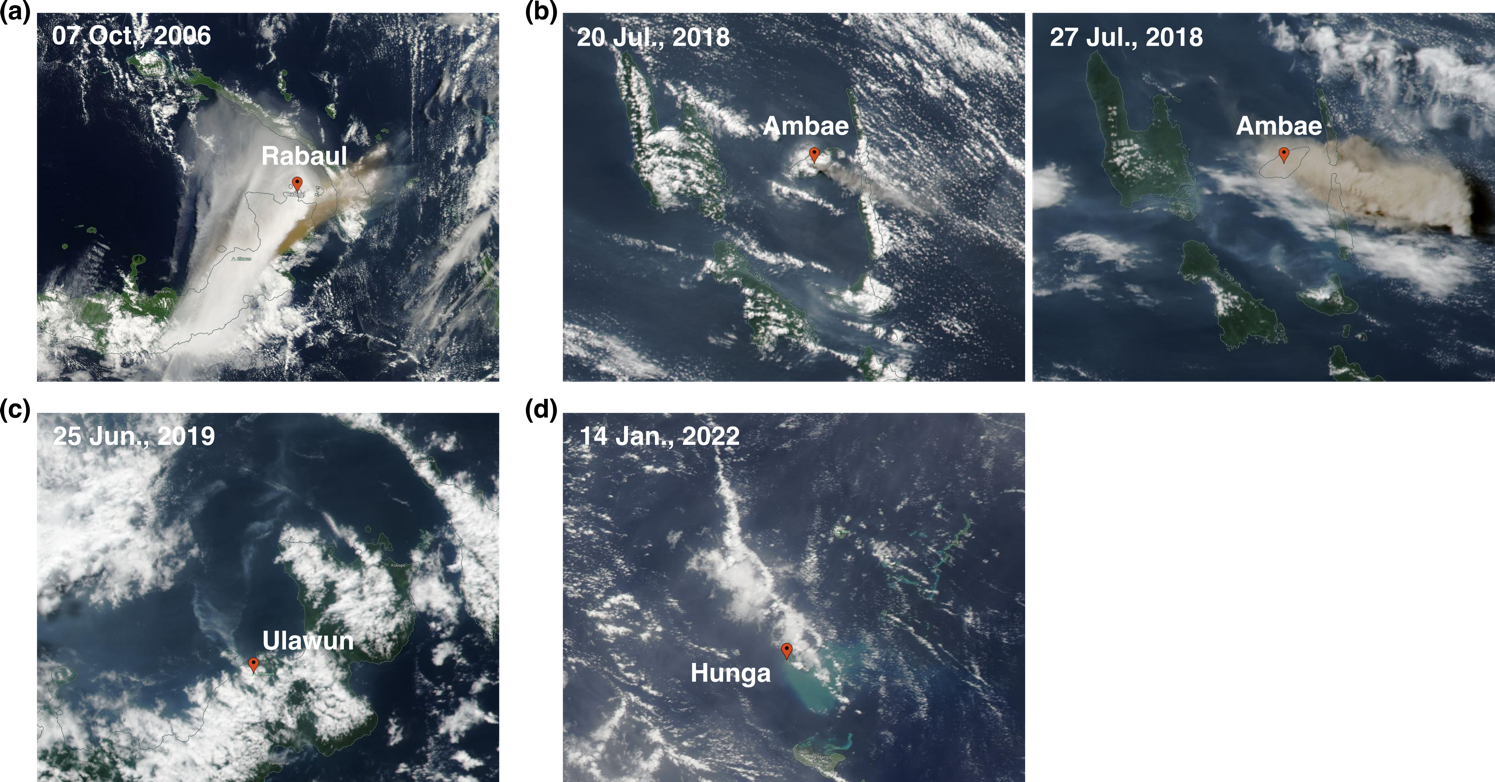 (a)
07 Oct., 2006
Rabaul
(b)
20 Jul., 2018
Ambae
27 Jul., 2018
Ambae
(c)
25 Jun., 2019
Ulawun
(d)
14 Jan., 2022
Hunga